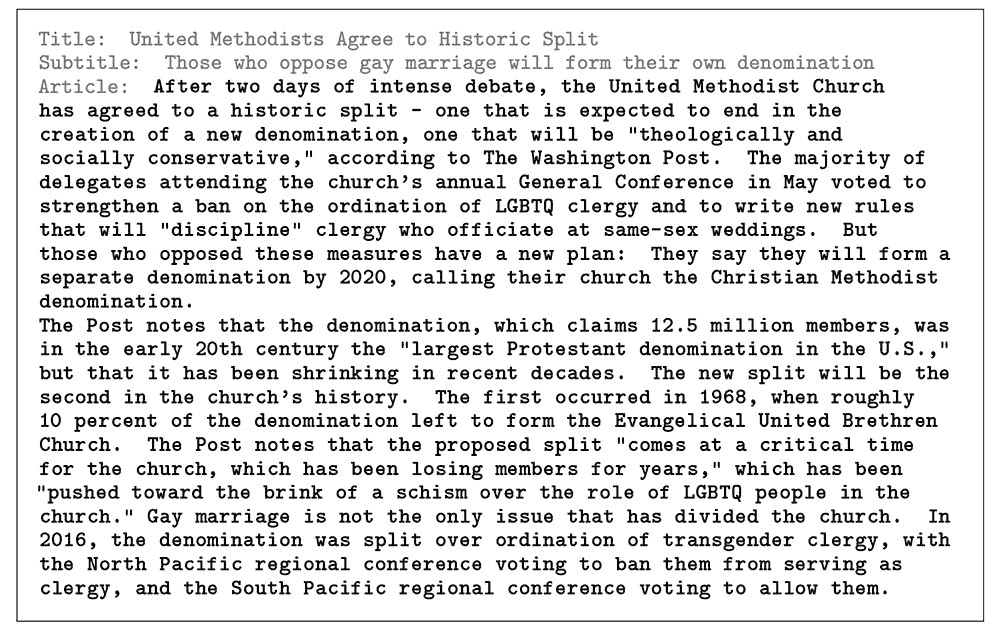 Title: United Methodists Agree to Historic Split
Subtitle: Those who oppose gay marriage will form their own denomination
Article: After two days of intense debate, the United Methodist Church
has agreed to a historic split - one that is expected to end in the
creation of a new denomination, one that will be "theologically and
socially conservative," according to The Washington Post. The majority of
delegates attending the church's annual General Conference in May voted to
strengthen a ban on the ordination of LGBTQ clergy and to write new rules
that will "discipline" clergy who officiate at same-sex weddings. But
those who opposed these measures have a new plan: They say they will form a
separate denomination by 2020, calling their church the Christian Methodist
denomination.
The Post notes that the denomination, which claims 12.5 million members, was
in the early 20th century the "largest Protestant denomination in the U.S.,"
but that it has been shrinking in recent decades. The new split will be the
second in the church's history. The first occurred in 1968, when roughly
10 percent of the denomination left to form the Evangelical United Brethren
Church. The Post notes that the proposed split "comes at a critical time
for the church, which has been losing members for years," which has been
"pushed toward the brink of a schism over the role of LGBTQ people in the
church." Gay marriage is not the only issue that has divided the church. In
2016, the denomination was split over ordination of transgender clergy, with
the North Pacific regional conference voting to ban them from serving as
clergy, and the South Pacific regional conference voting to allow them.